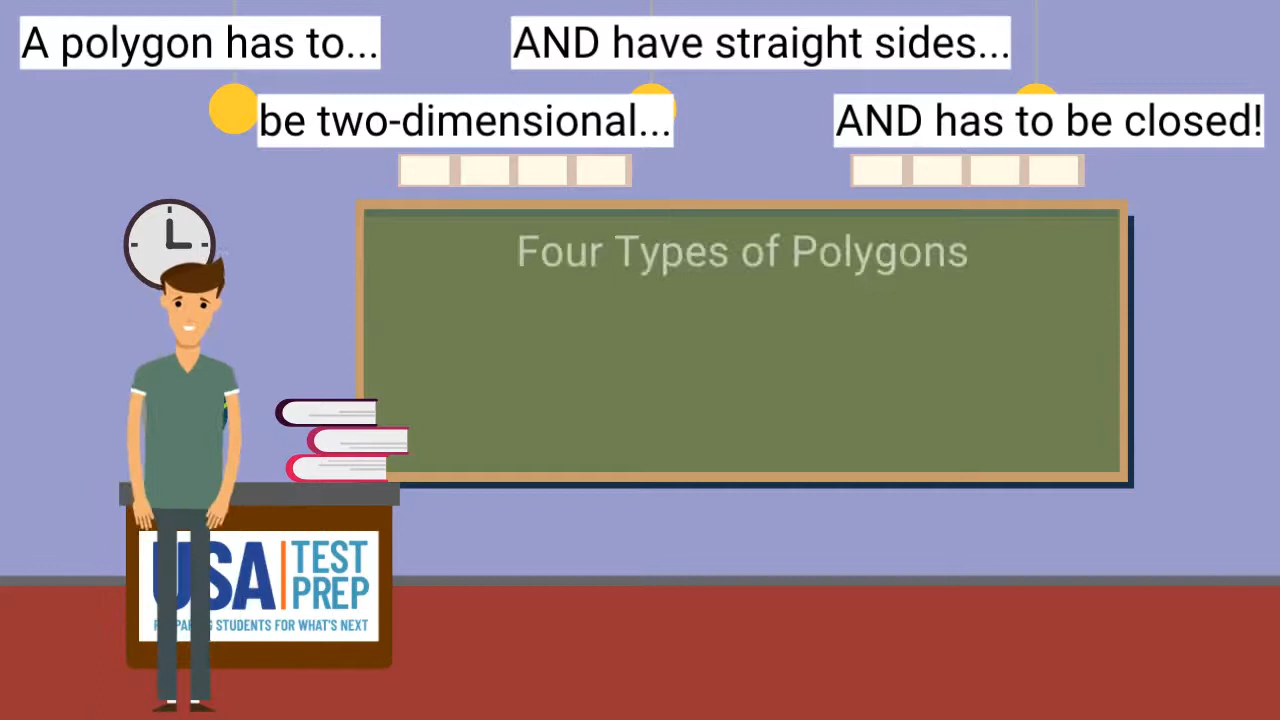 A polygon has to...
be two-dimensional...
AND have straight sides...
AND has to be closed!
Four Types of Polygons
USA TEST PREP
PREPARING STUDENTS FOR WHAT'S NEXT